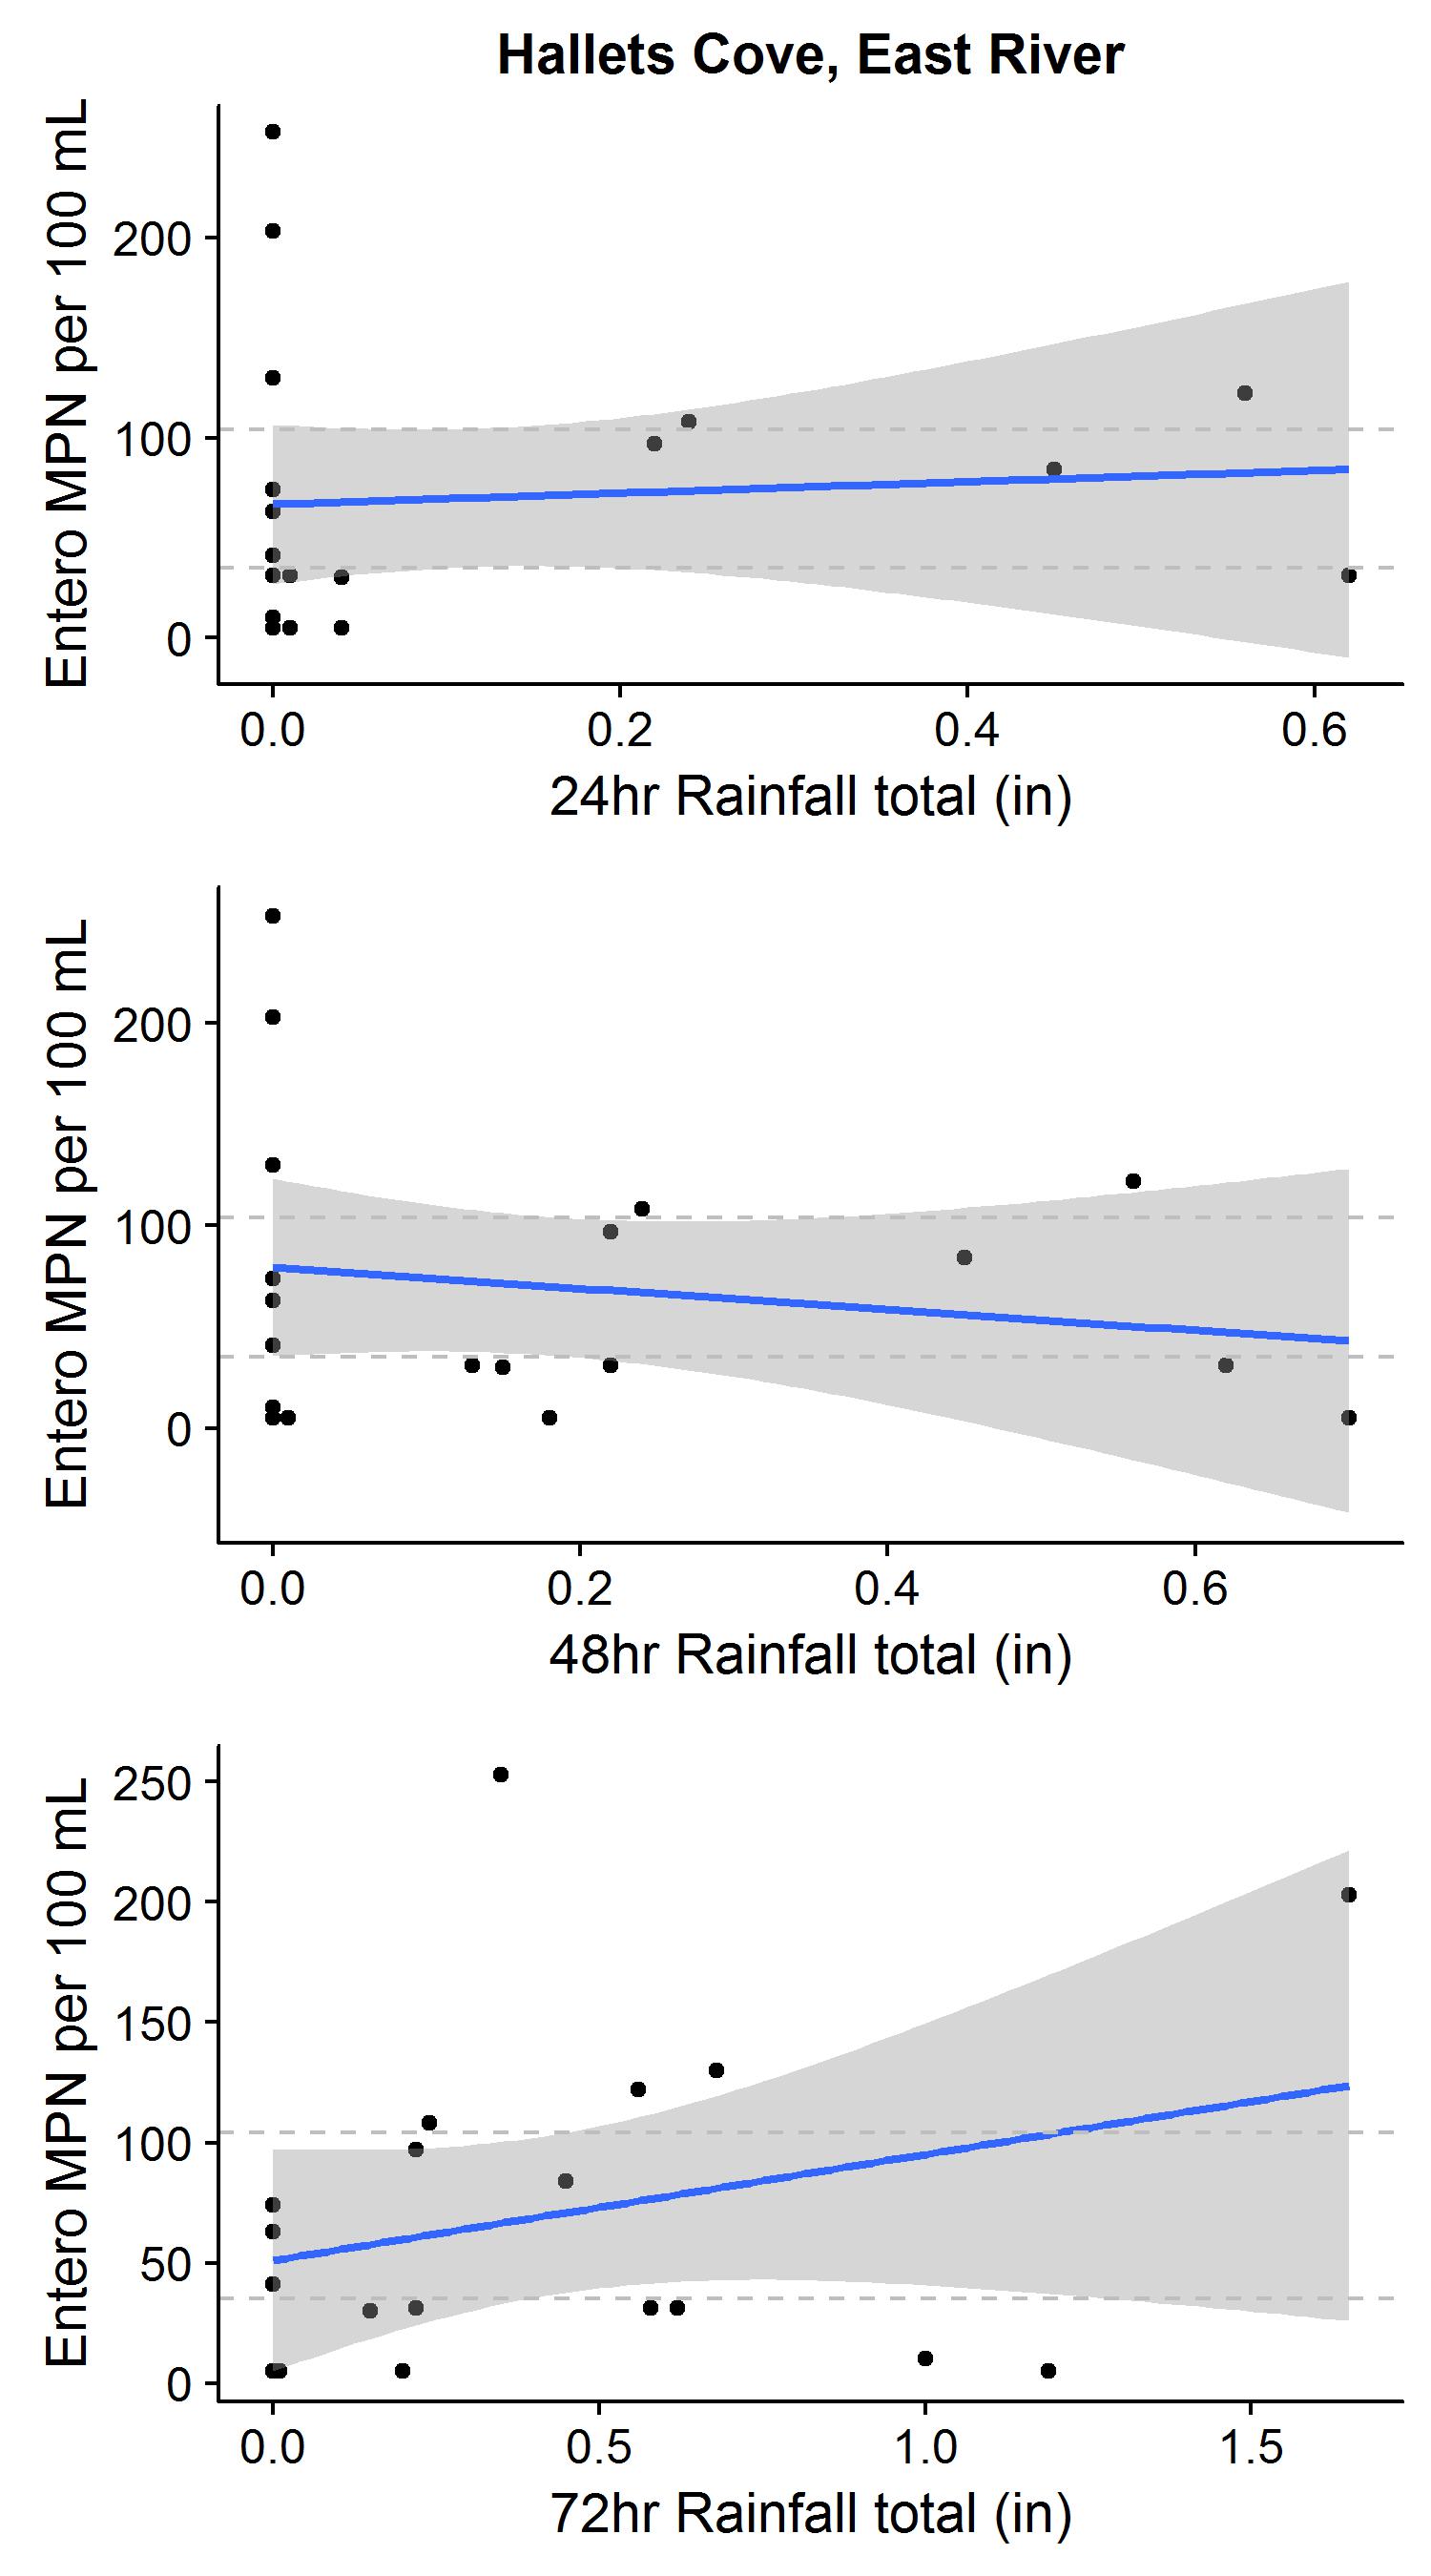 Hallets Cove, East River
Entero MPN per 100 mL
200
100
0
0.0 0.2 0.4 0.6
24hr Rainfall total (in)
Entero MPN per 100 mL
200
100
0
0.0 0.2 0.4 0.6
48hr Rainfall total (in)
Entero MPN per 100 mL
250
200
150
100
50
0
0.0 0.5 1.0 1.5
72hr Rainfall total (in)